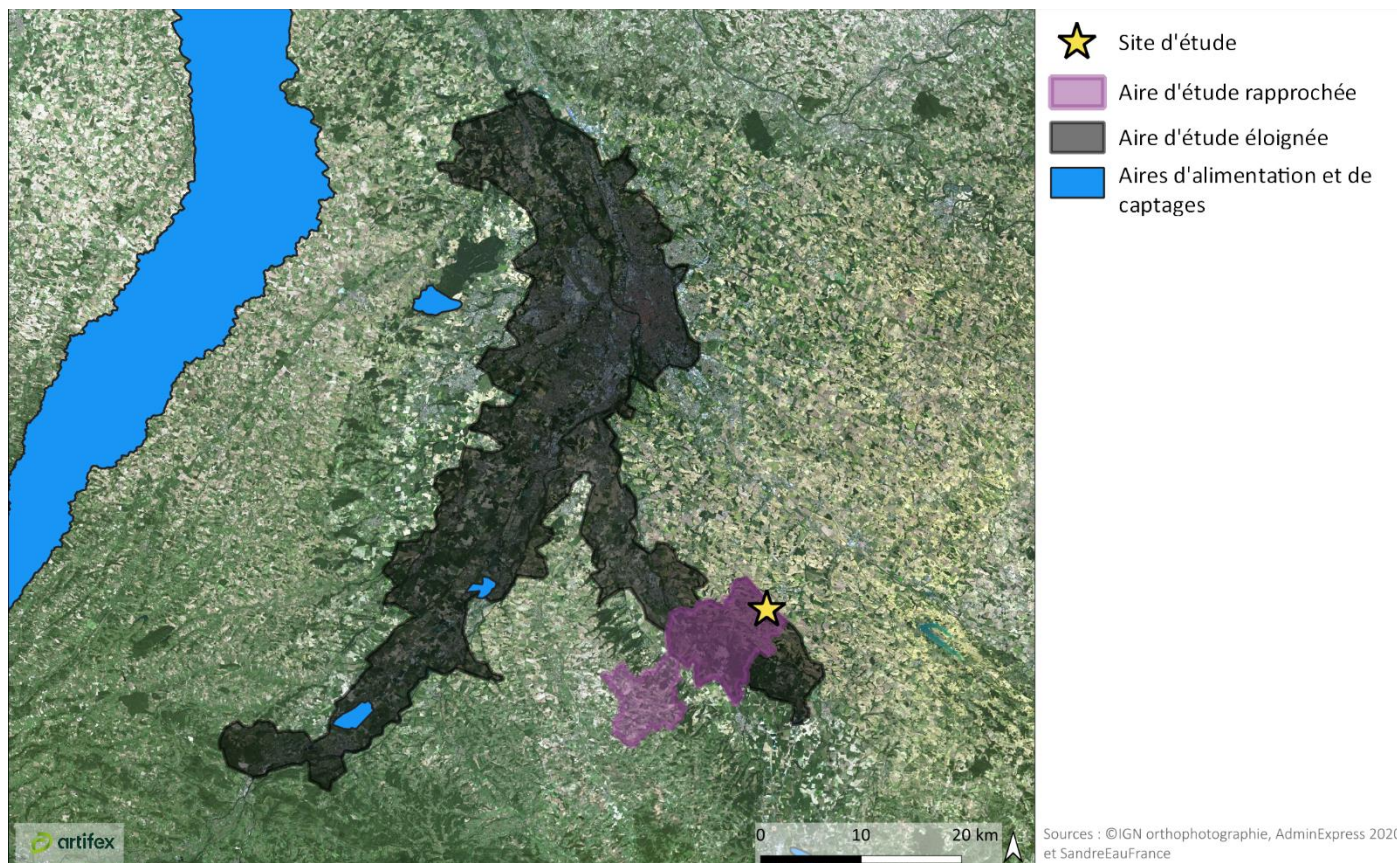 Site d'étude
Aire d'étude rapprochée
Aire d'étude éloignée
Aires d'alimentation et de
captages
artifex
0 10 20 km
Sources : ©IGN orthophotographie, AdminExpress 2020
et SandreEauFrance